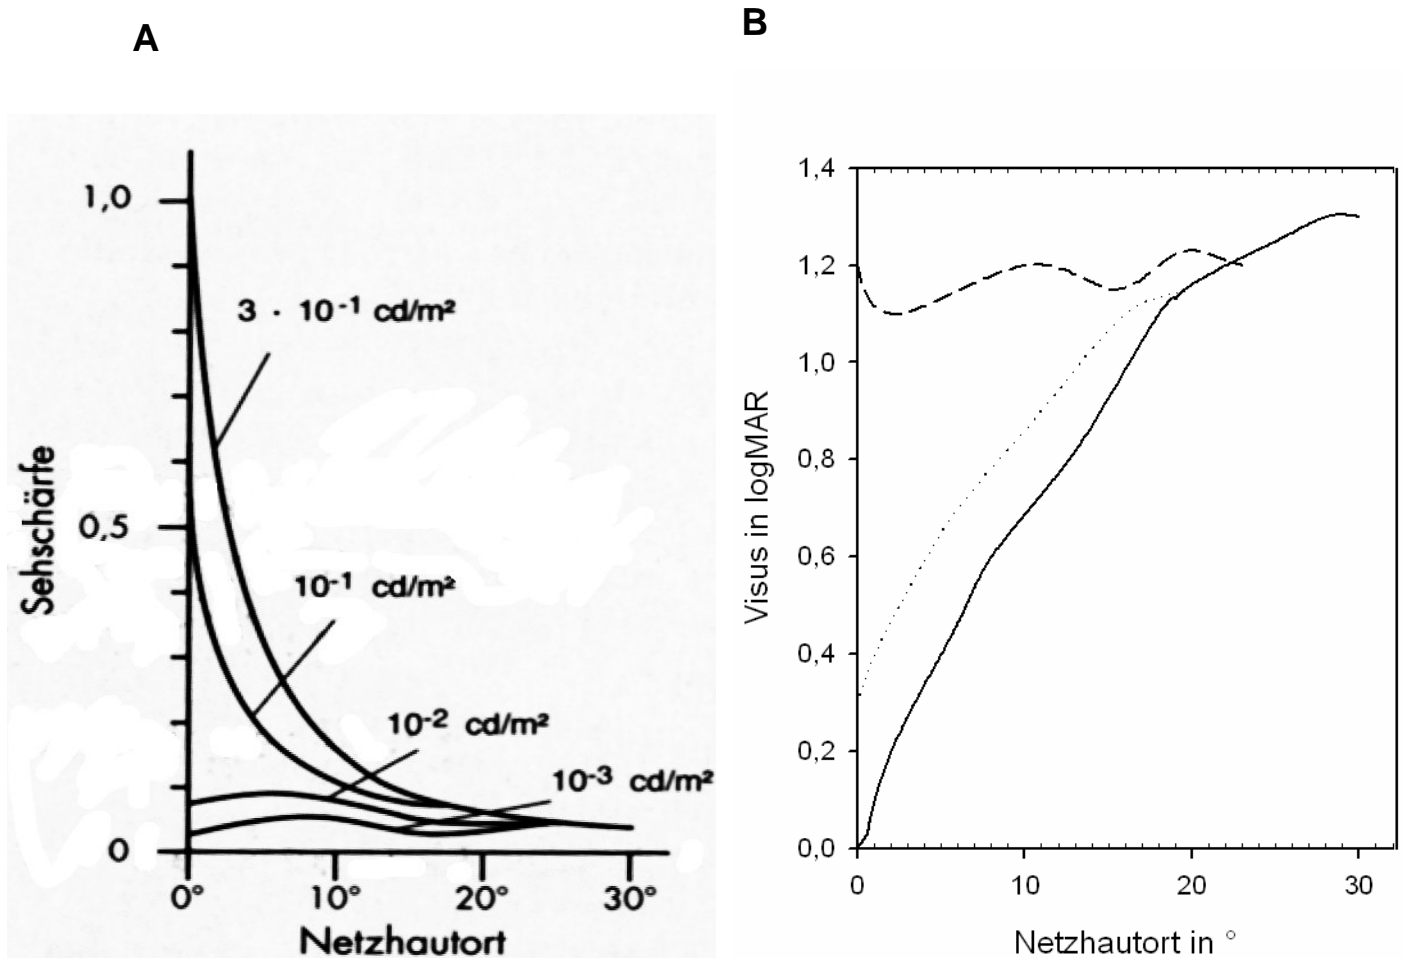 A
1,0
3 · 10-1 cd/m²
Sehschärfe
0,5
10-1 cd/m²
10-2 cd/m²
10-3 cd/m²
0
0° 10° 20° 30°
Netzhautort
B
1,4
1,2
1,0
0,8
0,6
0,4
0,2
0,0
Visus in logMAR
0 10 20 30
Netzhautort in °